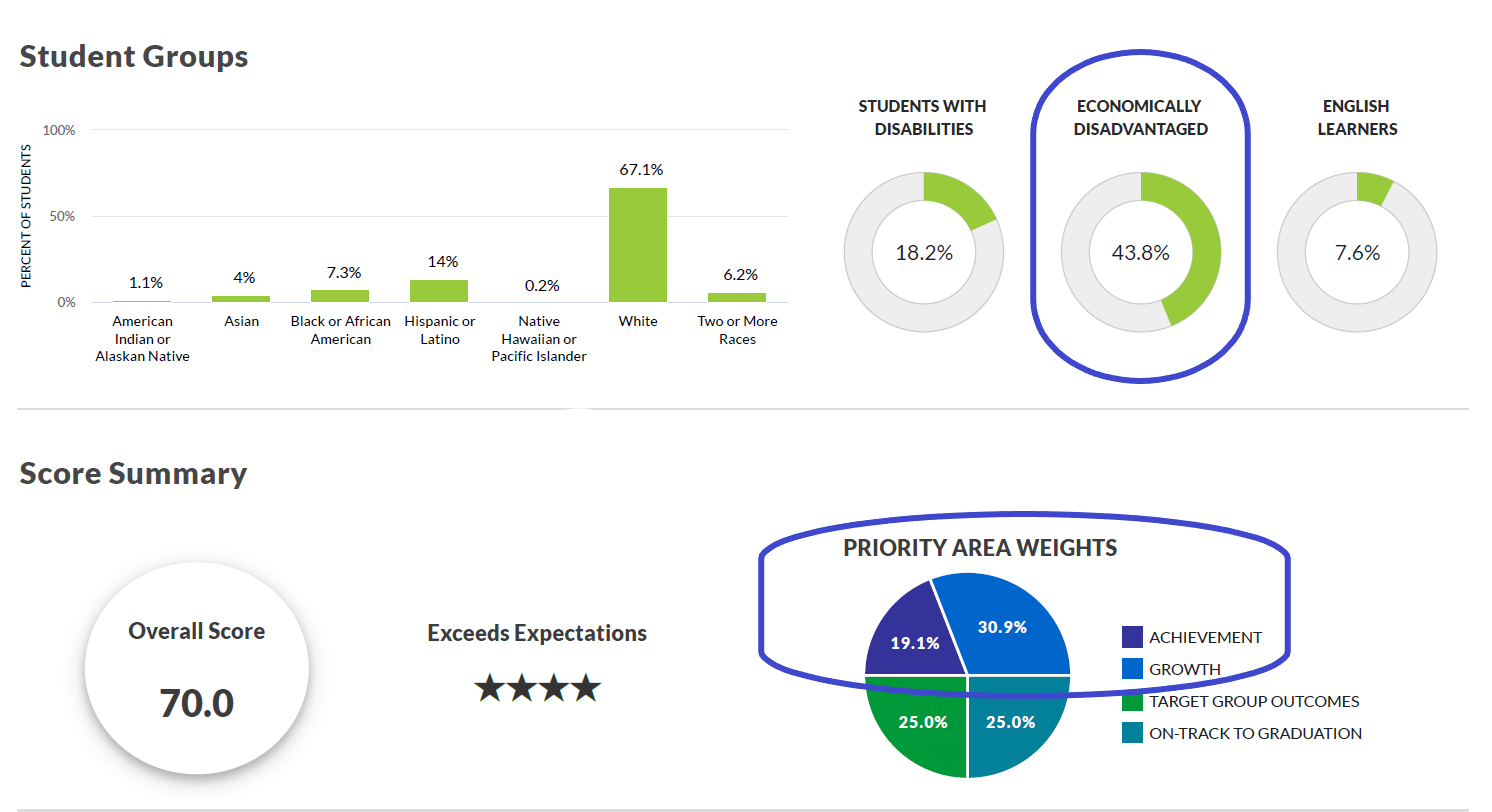 Student Groups
PERCENT OF STUDENTS
100%
50%
0%
1.1%
4%
7.3%
14%
0.2%
67.1%
6.2%
American
Indian or
Alaskan Native
Asian
Black or African
American
Hispanic or
Latino
Native
Hawaiian or
Pacific Islander
White
Two or More
Races
STUDENTS WITH
DISABILITIES
18.2%
ECONOMICALLY
DISADVANTAGED
43.8%
ENGLISH
LEARNERS
7.6%
Score Summary
Overall Score
70.0
Exceeds Expectations
★★★★
PRIORITY AREA WEIGHTS
19.1%
30.9%
25.0%
25.0%
ACHIEVEMENT
GROWTH
TARGET GROUP OUTCOMES
ON-TRACK TO GRADUATION